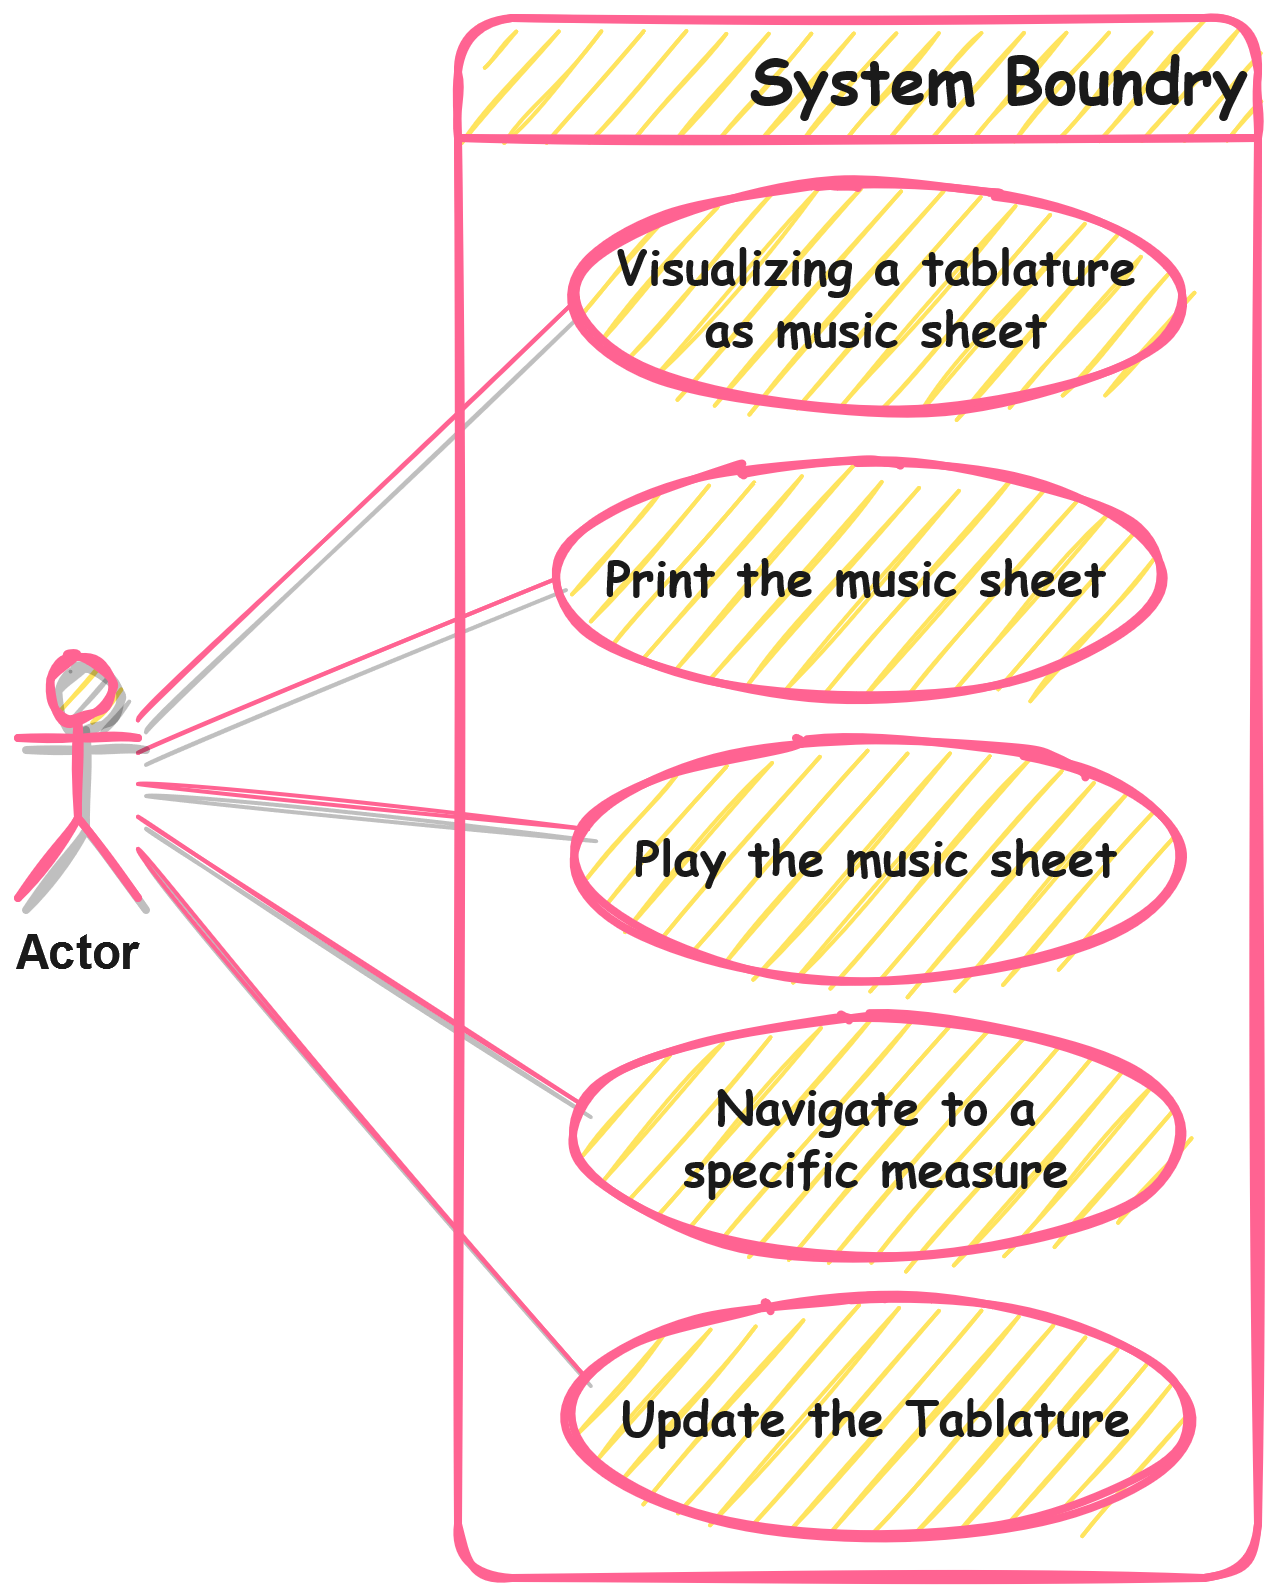 System Boundry
Visualizing a tablature
as music sheet
Print the music sheet
Play the music sheet
Actor
Navigate to a
specific measure
Update the Tablature